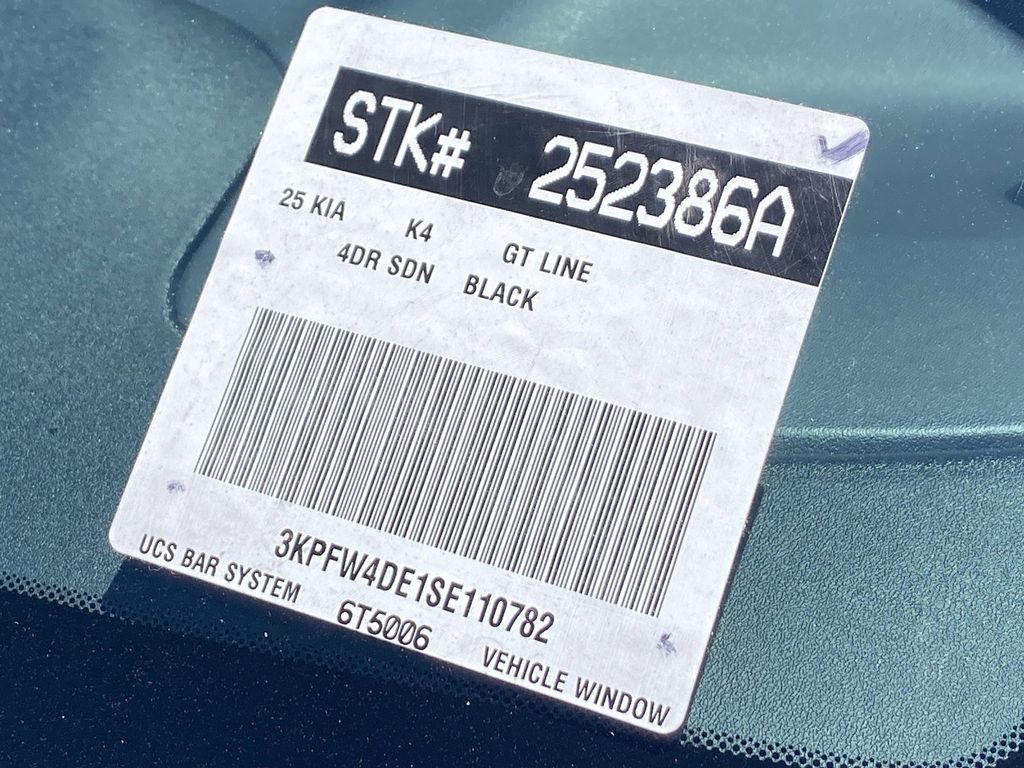 STK# 252386A
25 KIA K4 GT LINE
4DR SDN BLACK
3KPFW4DE1SE110782
UCS BAR SYSTEM 6T5006 VEHICLE WINDOW